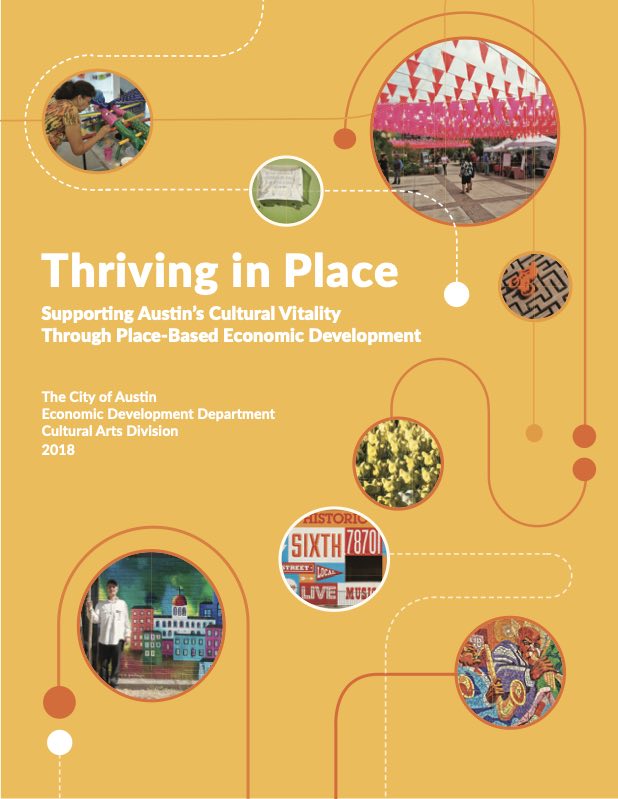 Thriving in Place
Supporting Austin's Cultural Vitality
Through Place-Based Economic Development
The City of Austin
Economic Development Department
Cultural Arts Division
2018
HISTORIC
SIXTH 78701
STREET LOCAL
LIVE MUSIC